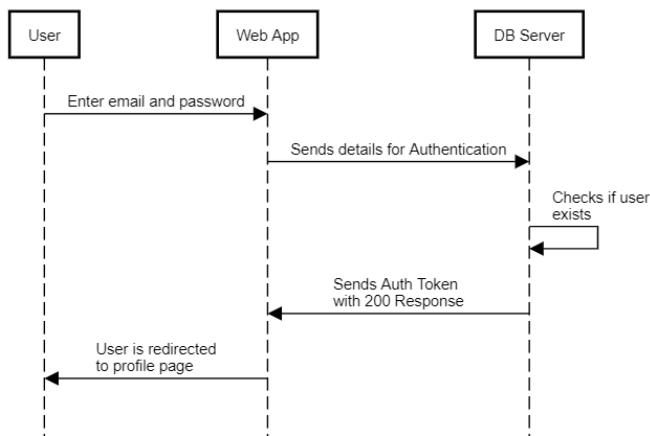 User
Web App
DB Server
Enter email and password
Sends details for Authentication
Checks if user
exists
Sends Auth Token
with 200 Response
User is redirected
to profile page